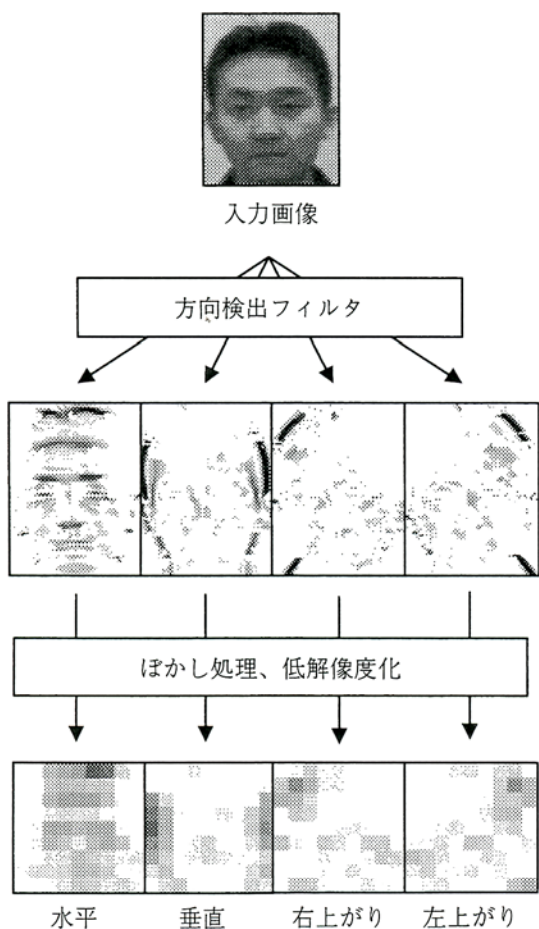 入力画像
方向検出フィルタ
ぼかし処理、低解像度化
水平 垂直 右上がり 左上がり